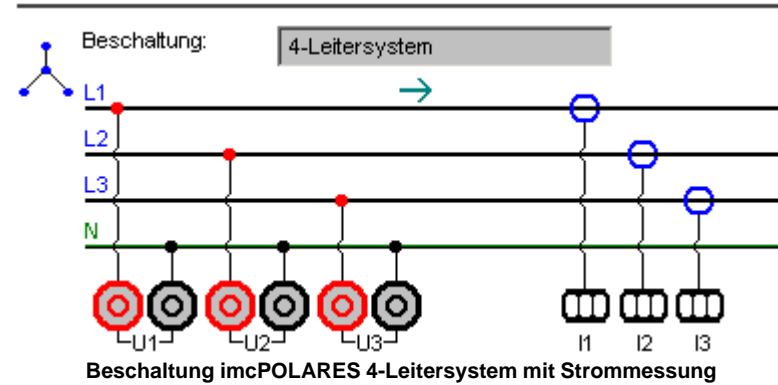 Beschaltung: 4-Leitersystem
L1
L2
L3
N
U1 U2 U3 I1 I2 I3
Beschaltung imcPOLARES 4-Leitersystem mit Strommessung